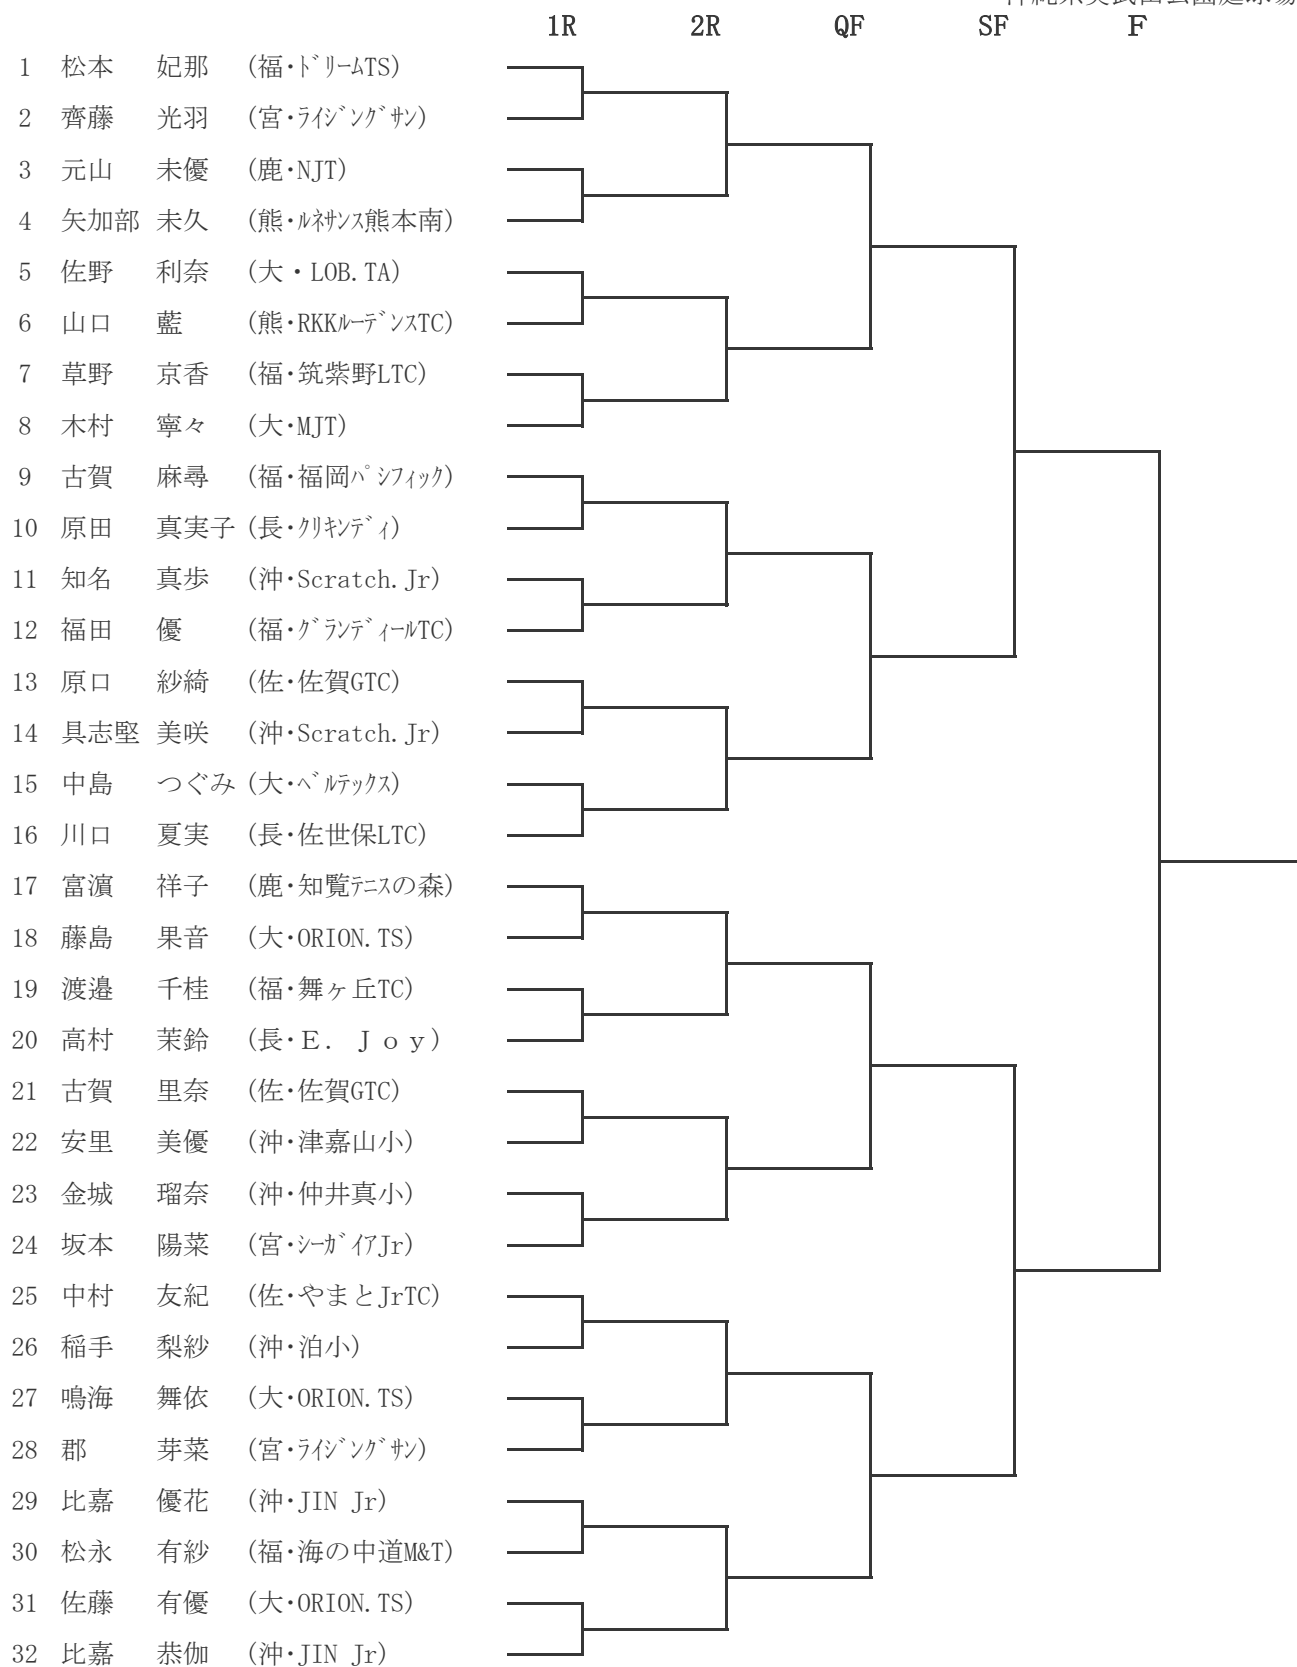 1R 2R QF SF F
1 松本 妃那 (福・ドリームTS)
2 齊藤 光羽 (宮・ライジングサン)
3 元山 未優 (鹿・NJT)
4 矢加部 未久 (熊・ルネサンス熊本南)
5 佐野 利奈 (大・LOB.TA)
6 山口 藍 (熊・RKKルーデンスTC)
7 草野 京香 (福・筑紫野LTC)
8 木村 寧々 (大・MJT)
9 古賀 麻尋 (福・福岡パシフィック)
10 原田 真実子 (長・クリキンディ)
11 知名 真歩 (沖・Scratch.Jr)
12 福田 優 (福・グランディールTC)
13 原口 紗綺 (佐・佐賀GTC)
14 具志堅 美咲 (沖・Scratch.Jr)
15 中島 つぐみ (大・ベルテックス)
16 川口 夏実 (長・佐世保LTC)
17 富濵 祥子 (鹿・知覧テニスの森)
18 藤島 果音 (大・ORION.TS)
19 渡邉 千桂 (福・舞ヶ丘TC)
20 高村 茉鈴 (長・Ｅ．Ｊｏｙ)
21 古賀 里奈 (佐・佐賀GTC)
22 安里 美優 (沖・津嘉山小)
23 金城 瑠奈 (沖・仲井真小)
24 坂本 陽菜 (宮・シーガイアJr)
25 中村 友紀 (佐・やまとJrTC)
26 稲手 梨紗 (沖・泊小)
27 鳴海 舞依 (大・ORION.TS)
28 郡 芽菜 (宮・ライジングサン)
29 比嘉 優花 (沖・JIN Jr)
30 松永 有紗 (福・海の中道M&T)
31 佐藤 有優 (大・ORION.TS)
32 比嘉 恭伽 (沖・JIN Jr)